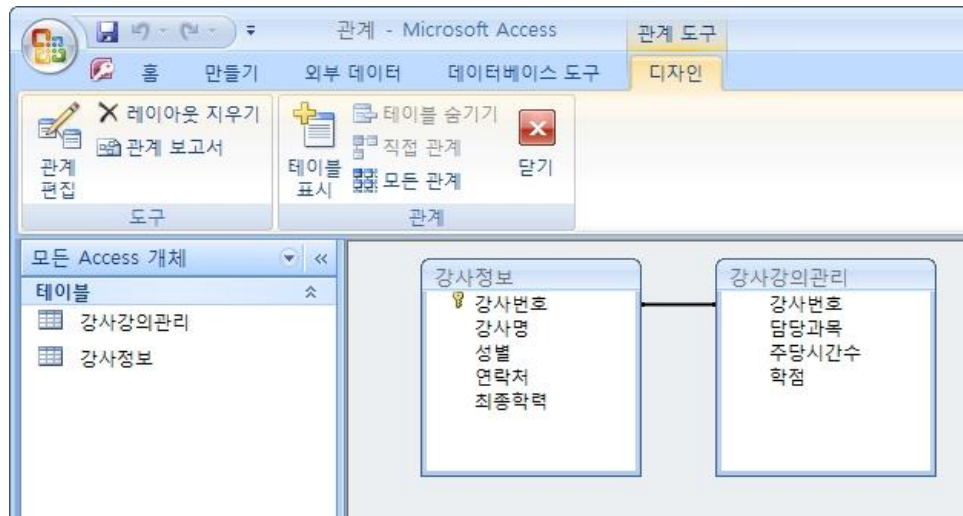 관계 - Microsoft Access
관계 도구
홈
만들기
외부 데이터
데이터베이스 도구
디자인
관계
편집
레이아웃 지우기
관계 보고서
도구
테이블
표시
테이블 숨기기
직접 관계
모든 관계
닫기
관계
모든 Access 개체
테이블
강사강의관리
강사정보
강사정보
강사번호
강사명
성별
연락처
최종학력
강사강의관리
강사번호
담당과목
주당시간수
학점